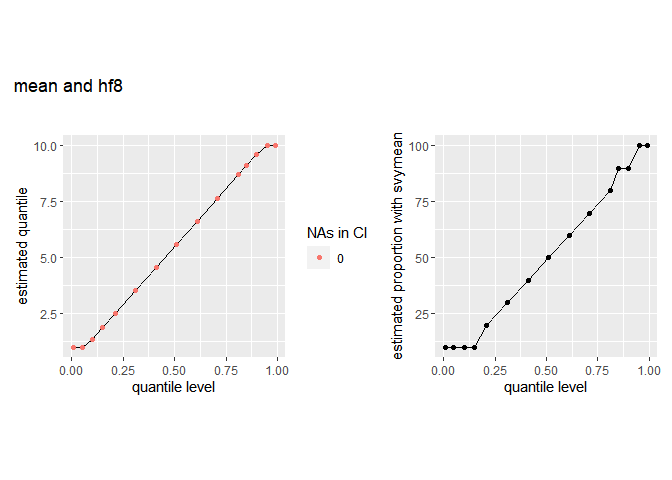 mean and hf8
estimated quantile
10.0
7.5
5.0
2.5
0.00 0.25 0.50 0.75 1.00
quantile level
NAs in CI
0
estimated proportion with svymean
100
75
50
25
0.00 0.25 0.50 0.75 1.00
quantile level